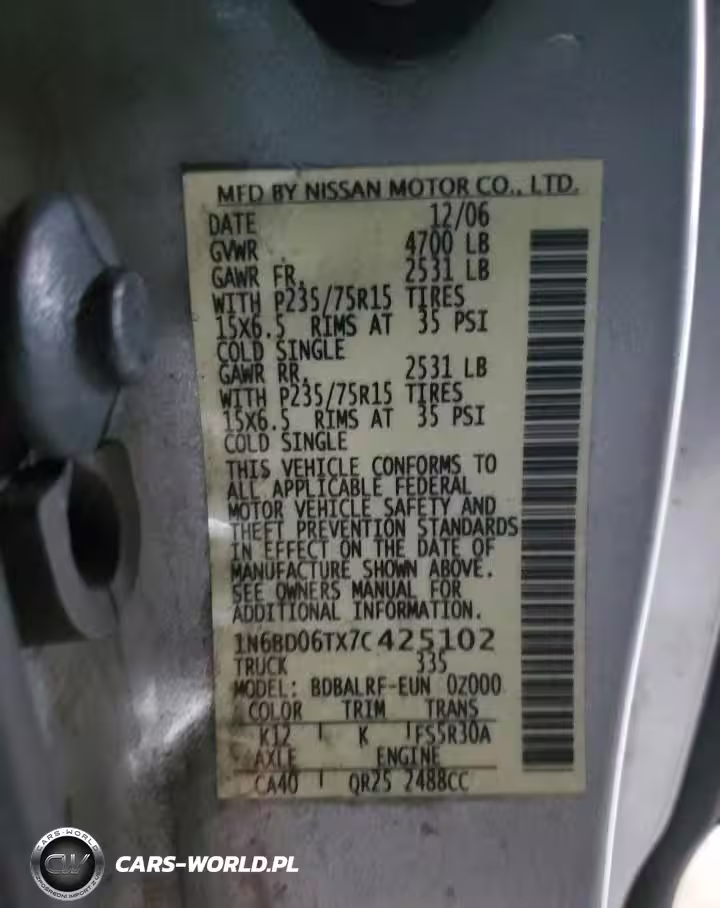 MFD BY NISSAN MOTOR CO., LTD.
DATE 12/06
GVWR 4700 LB
GAWR FR. 2531 LB
WITH P235/75R15 TIRES
15X6.5 RIMS AT 35 PSI
COLD SINGLE
GAWR RR. 2531 LB
WITH P235/75R15 TIRES
15X6.5 RIMS AT 35 PSI
COLD SINGLE
THIS VEHICLE CONFORMS TO
ALL APPLICABLE FEDERAL
MOTOR VEHICLE SAFETY AND
THEFT PREVENTION STANDARDS
IN EFFECT ON THE DATE OF
MANUFACTURE SHOWN ABOVE.
SEE OWNERS MANUAL FOR
ADDITIONAL INFORMATION.
1N6BD06TX7C425102
TRUCK 335
MODEL: BDBALRF-EUN 0Z000
COLOR TRIM TRANS
K12 K FS5R30A
AXLE ENGINE
CA40 QR25 2488CC
CARS-WORLD
CW
CARS-WORLD.PL